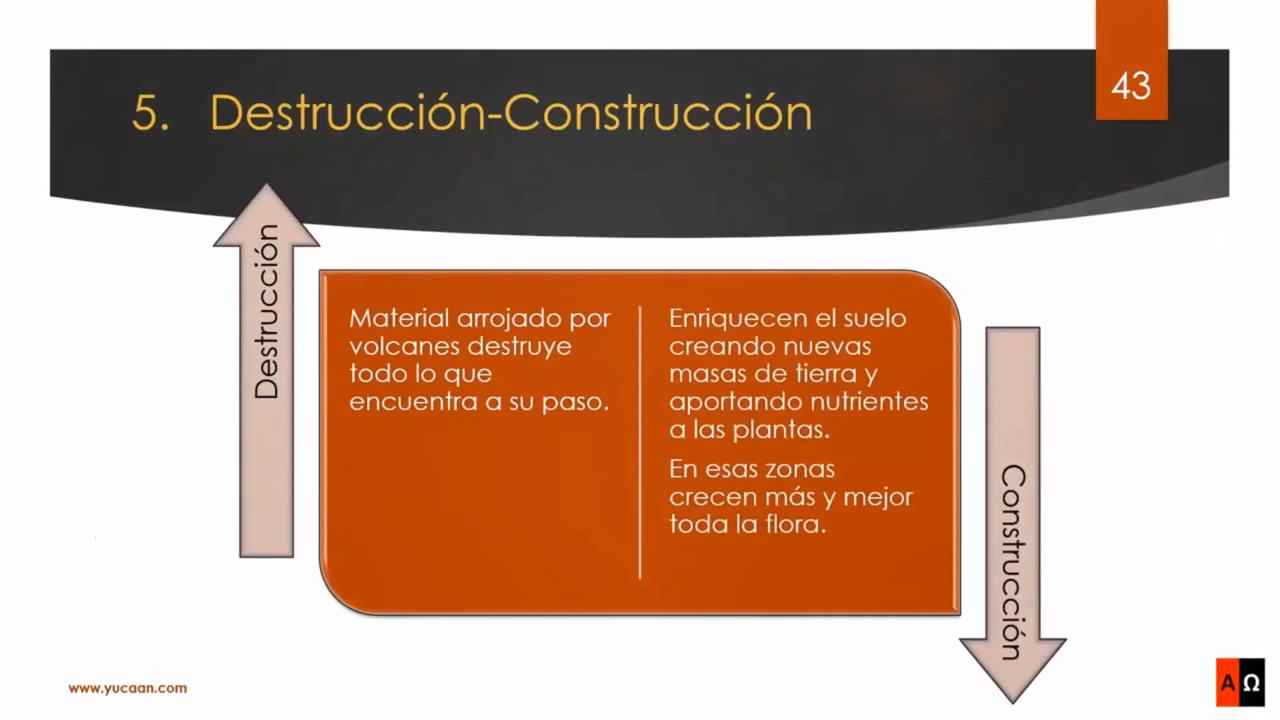 43
5. Destrucción-Construcción
Destrucción
Material arrojado por
volcanes destruye
todo lo que
encuentra a su paso.
Enriquecen el suelo
creando nuevas
masas de tierra y
aportando nutrientes
a las plantas.
En esas zonas
crecen más y mejor
toda la flora.
Construcción
www.yucaan.com
AΩ